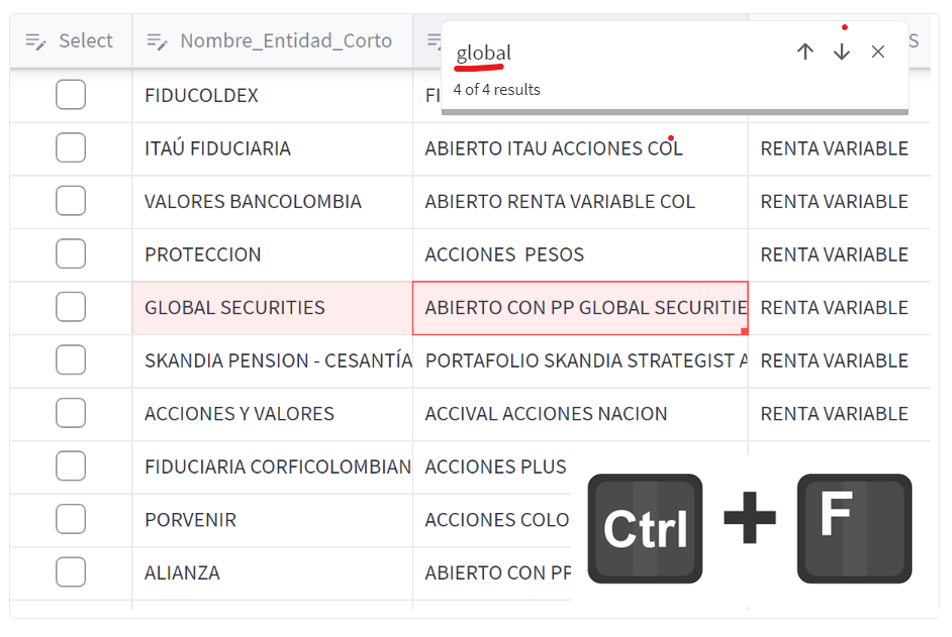 Select Nombre_Entidad_Corto S
global
4 of 4 results
FIDUCOLDEX FI
ITAÚ FIDUCIARIA ABIERTO ITAU ACCIONES COL RENTA VARIABLE
VALORES BANCOLOMBIA ABIERTO RENTA VARIABLE COL RENTA VARIABLE
PROTECCION ACCIONES  PESOS RENTA VARIABLE
GLOBAL SECURITIES ABIERTO CON PP GLOBAL SECURITIE RENTA VARIABLE
SKANDIA PENSION - CESANTÍA PORTAFOLIO SKANDIA STRATEGIST A RENTA VARIABLE
ACCIONES Y VALORES ACCIVAL ACCIONES NACION RENTA VARIABLE
FIDUCIARIA CORFICOLOMBIAN ACCIONES PLUS
PORVENIR ACCIONES COLO
ALIANZA ABIERTO CON PP
Ctrl + F